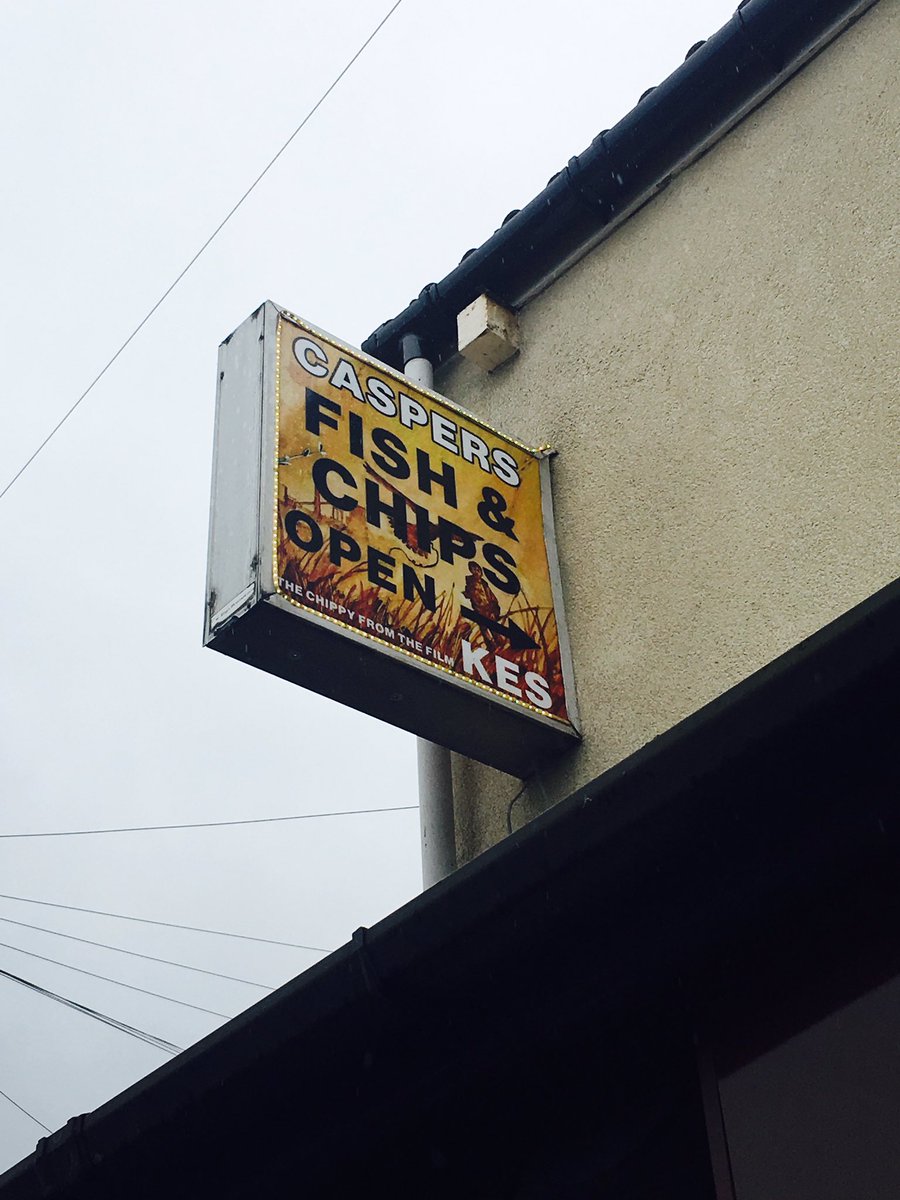 CASPERS
FISH &
CHIPS
OPEN
THE CHIPPY FROM THE FILM KES